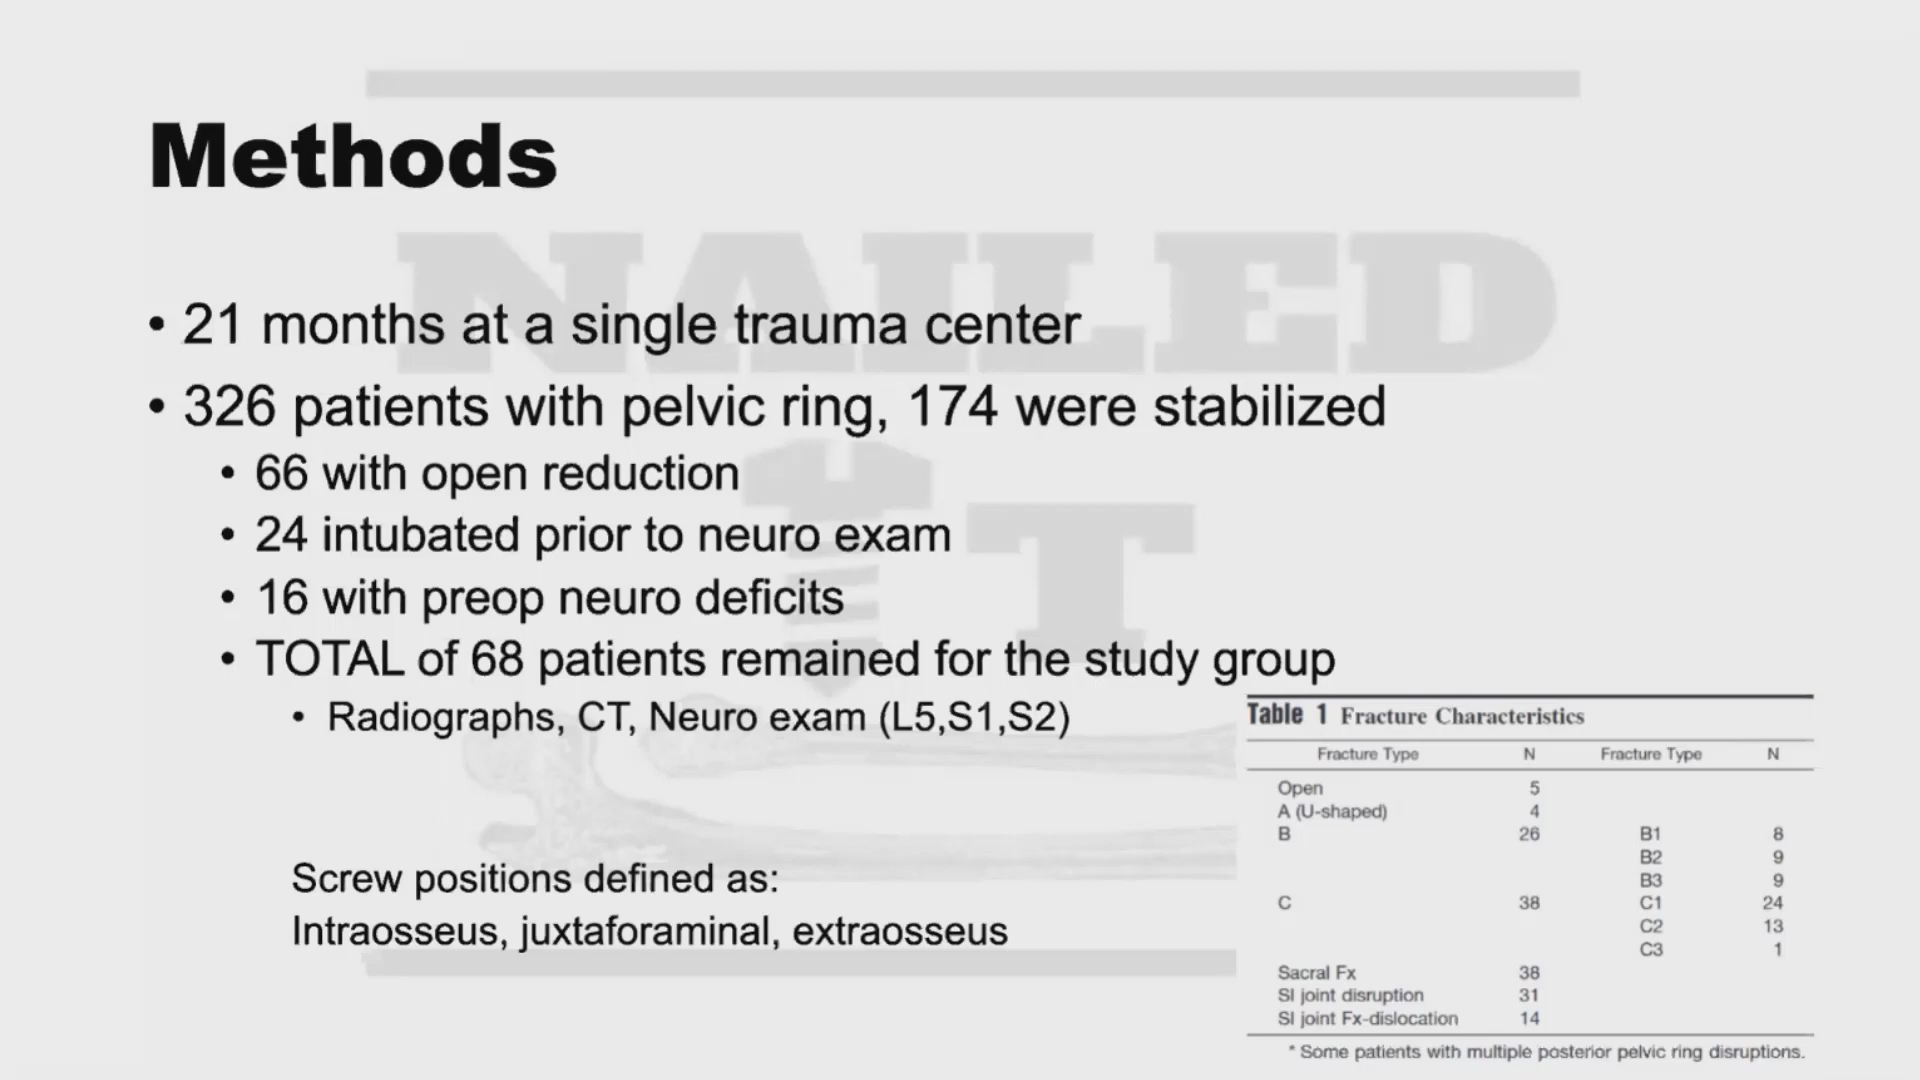 Methods
NAILED
IT
• 21 months at a single trauma center
• 326 patients with pelvic ring, 174 were stabilized
• 66 with open reduction
• 24 intubated prior to neuro exam
• 16 with preop neuro deficits
• TOTAL of 68 patients remained for the study group
• Radiographs, CT, Neuro exam (L5,S1,S2)
Screw positions defined as:
Intraosseus, juxtaforaminal, extraosseus
Table 1 Fracture Characteristics
Fracture Type N Fracture Type N
Open 5
A (U-shaped) 4
B 26 B1 8
B2 9
B3 9
C 38 C1 24
C2 13
C3 1
Sacral Fx 38
SI joint disruption 31
SI joint Fx-dislocation 14
* Some patients with multiple posterior pelvic ring disruptions.